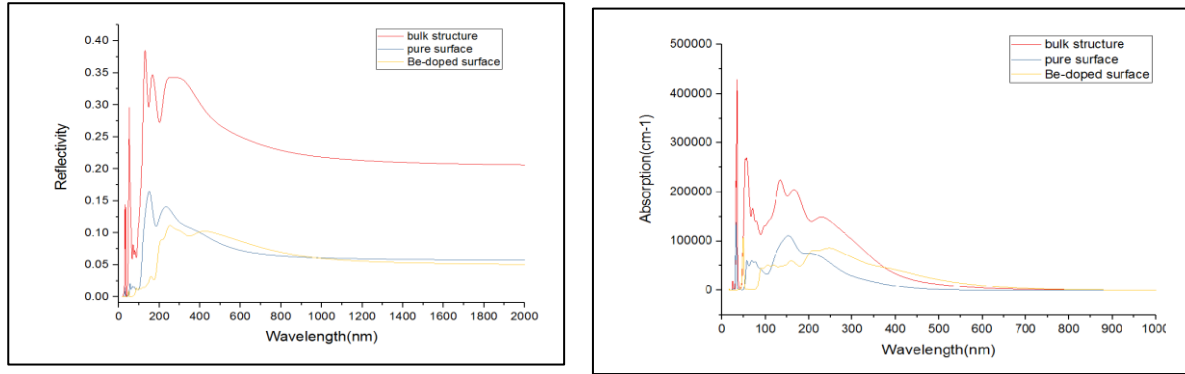 0.40
0.35
0.30
0.25
0.20
0.15
0.10
0.05
0.00
Reflectivity
bulk structure
pure surface
Be-doped surface
0 200 400 600 800 1000 1200 1400 1600 1800 2000
Wavelength(nm)
500000
400000
300000
200000
100000
0
Absorption(cm-1)
bulk structure
pure surface
Be-doped surface
0 100 200 300 400 500 600 700 800 900 1000
Wavelength(nm)